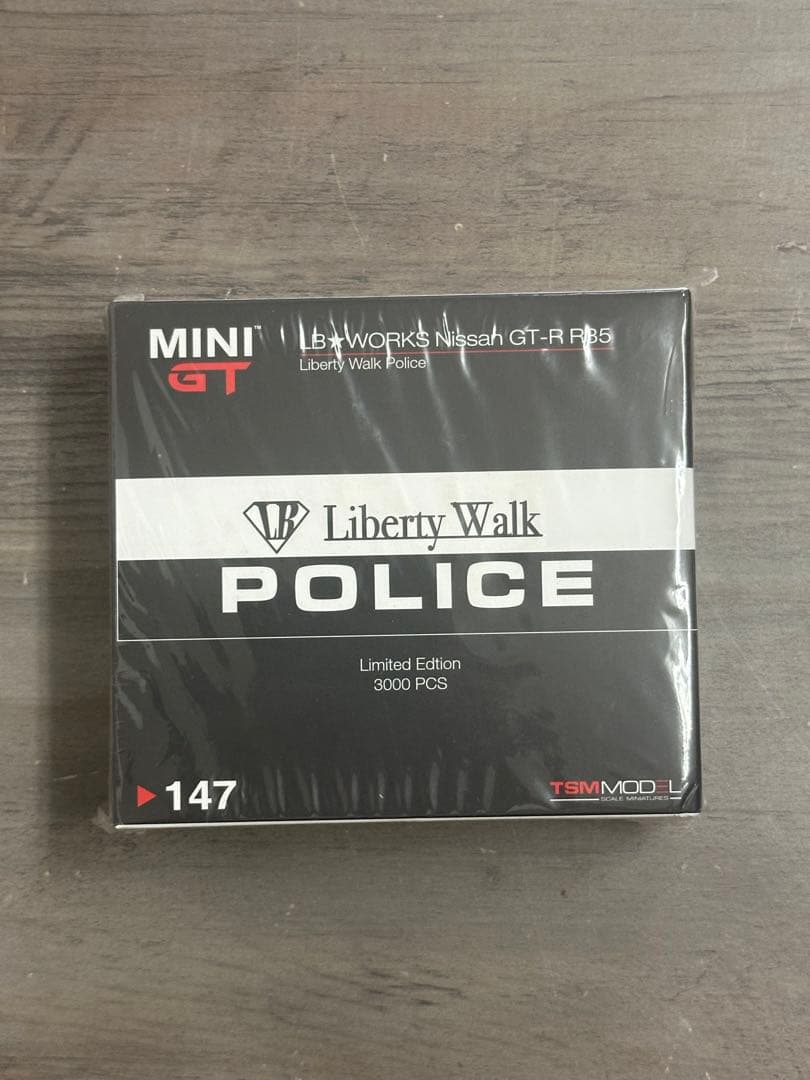 MINI™
GT
LB★WORKS Nissan GT-R R35
Liberty Walk Police
LB Liberty Walk
POLICE
Limited Edtion
3000 PCS
147
TSMMODEL
SCALE MINIATURES